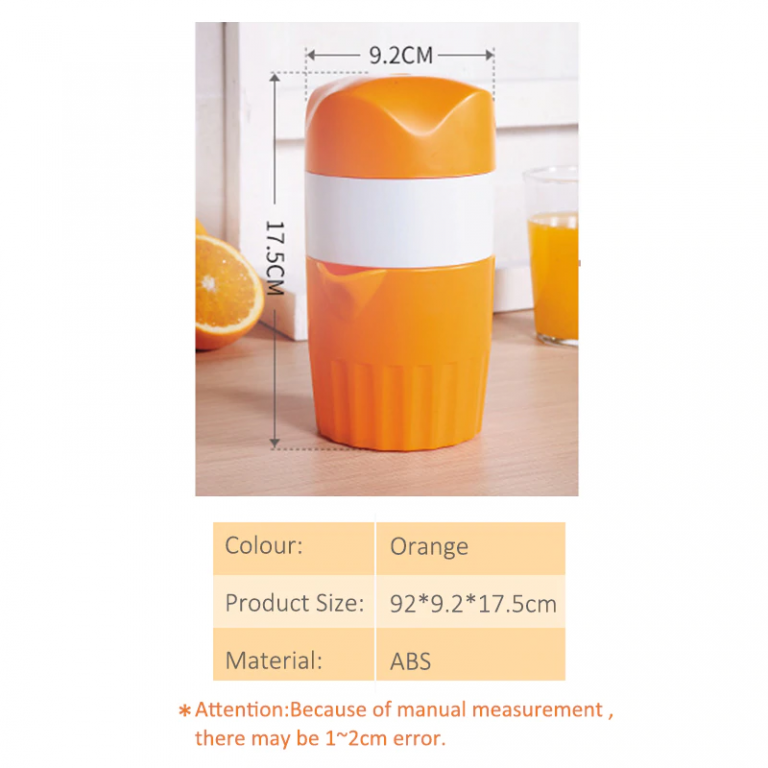 9.2CM
17.5CM
Colour: Orange
Product Size: 92*9.2*17.5cm
Material: ABS
*Attention:Because of manual measurement ,
there may be 1~2cm error.